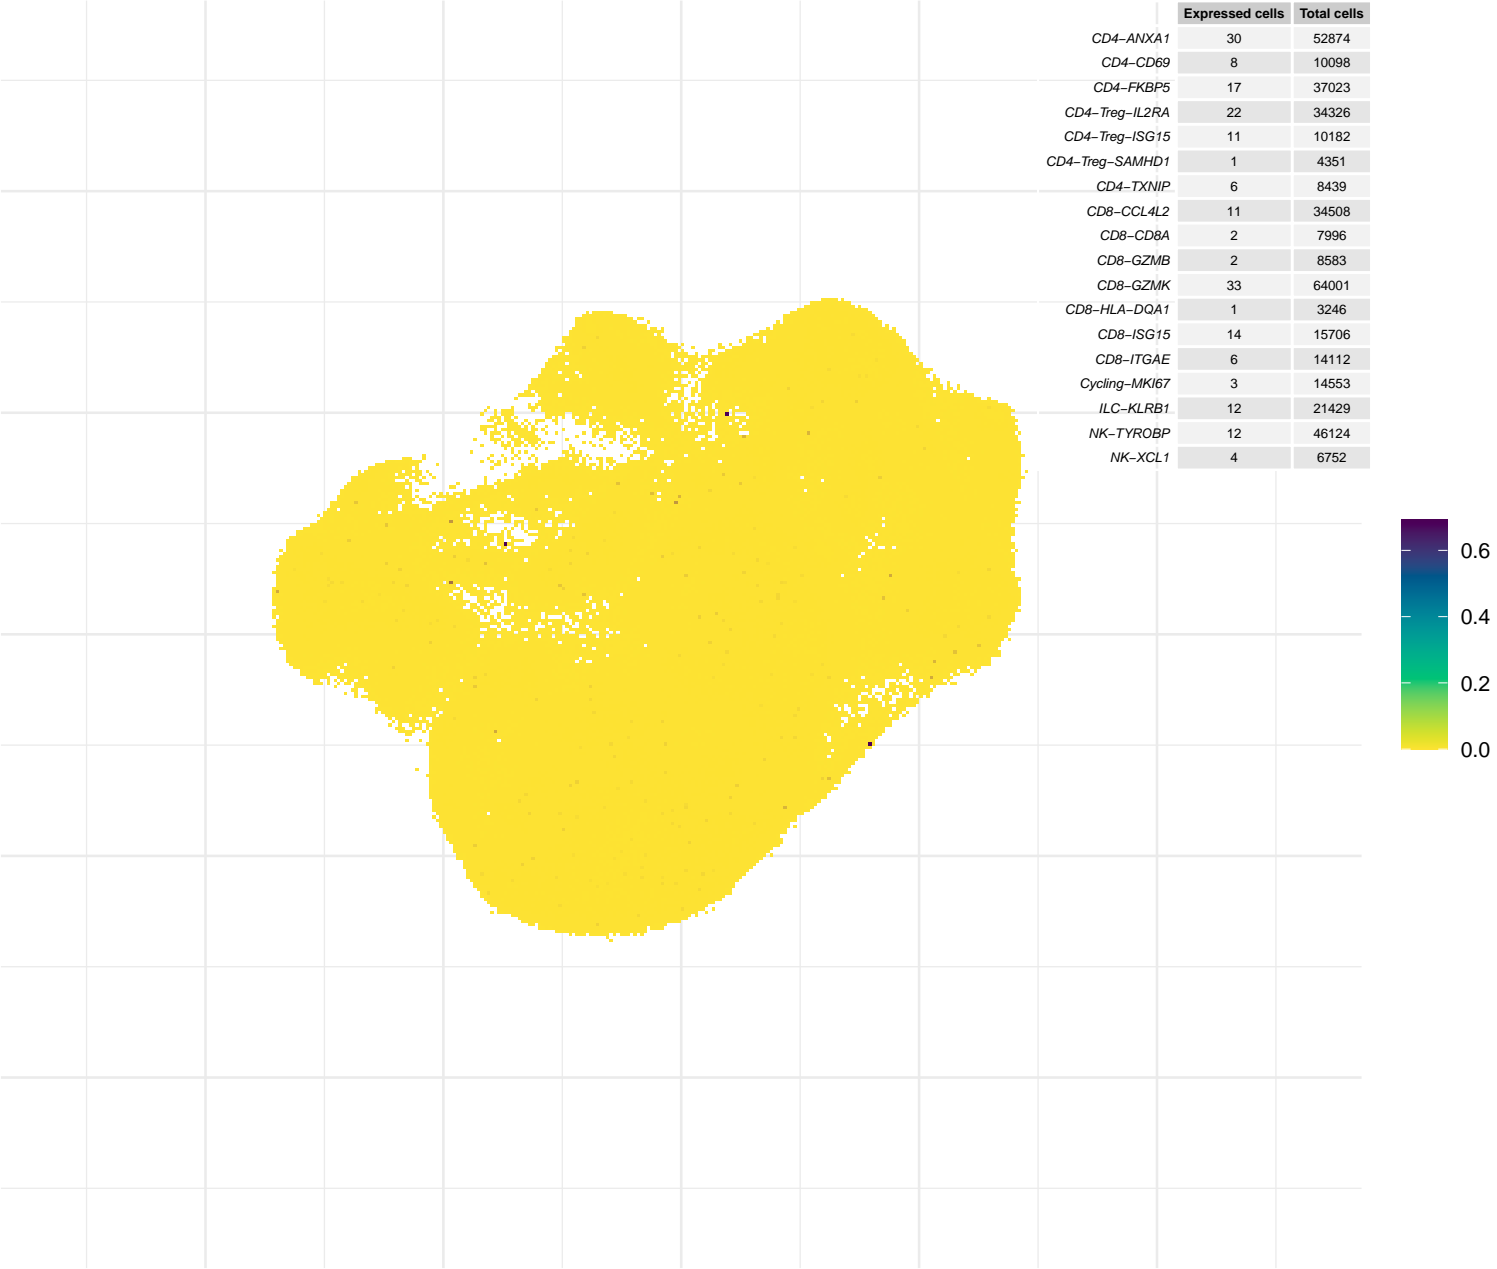 Expressed cells Total cells
CD4−ANXA1 30 52874
CD4−CD69 8 10098
CD4−FKBP5 17 37023
CD4−Treg−IL2RA 22 34326
CD4−Treg−ISG15 11 10182
CD4−Treg−SAMHD1 1 4351
CD4−TXNIP 6 8439
CD8−CCL4L2 11 34508
CD8−CD8A 2 7996
CD8−GZMB 2 8583
CD8−GZMK 33 64001
CD8−HLA−DQA1 1 3246
CD8−ISG15 14 15706
CD8−ITGAE 6 14112
Cycling−MKI67 3 14553
ILC−KLRB1 12 21429
NK−TYROBP 12 46124
NK−XCL1 4 6752
0.6
0.4
0.2
0.0